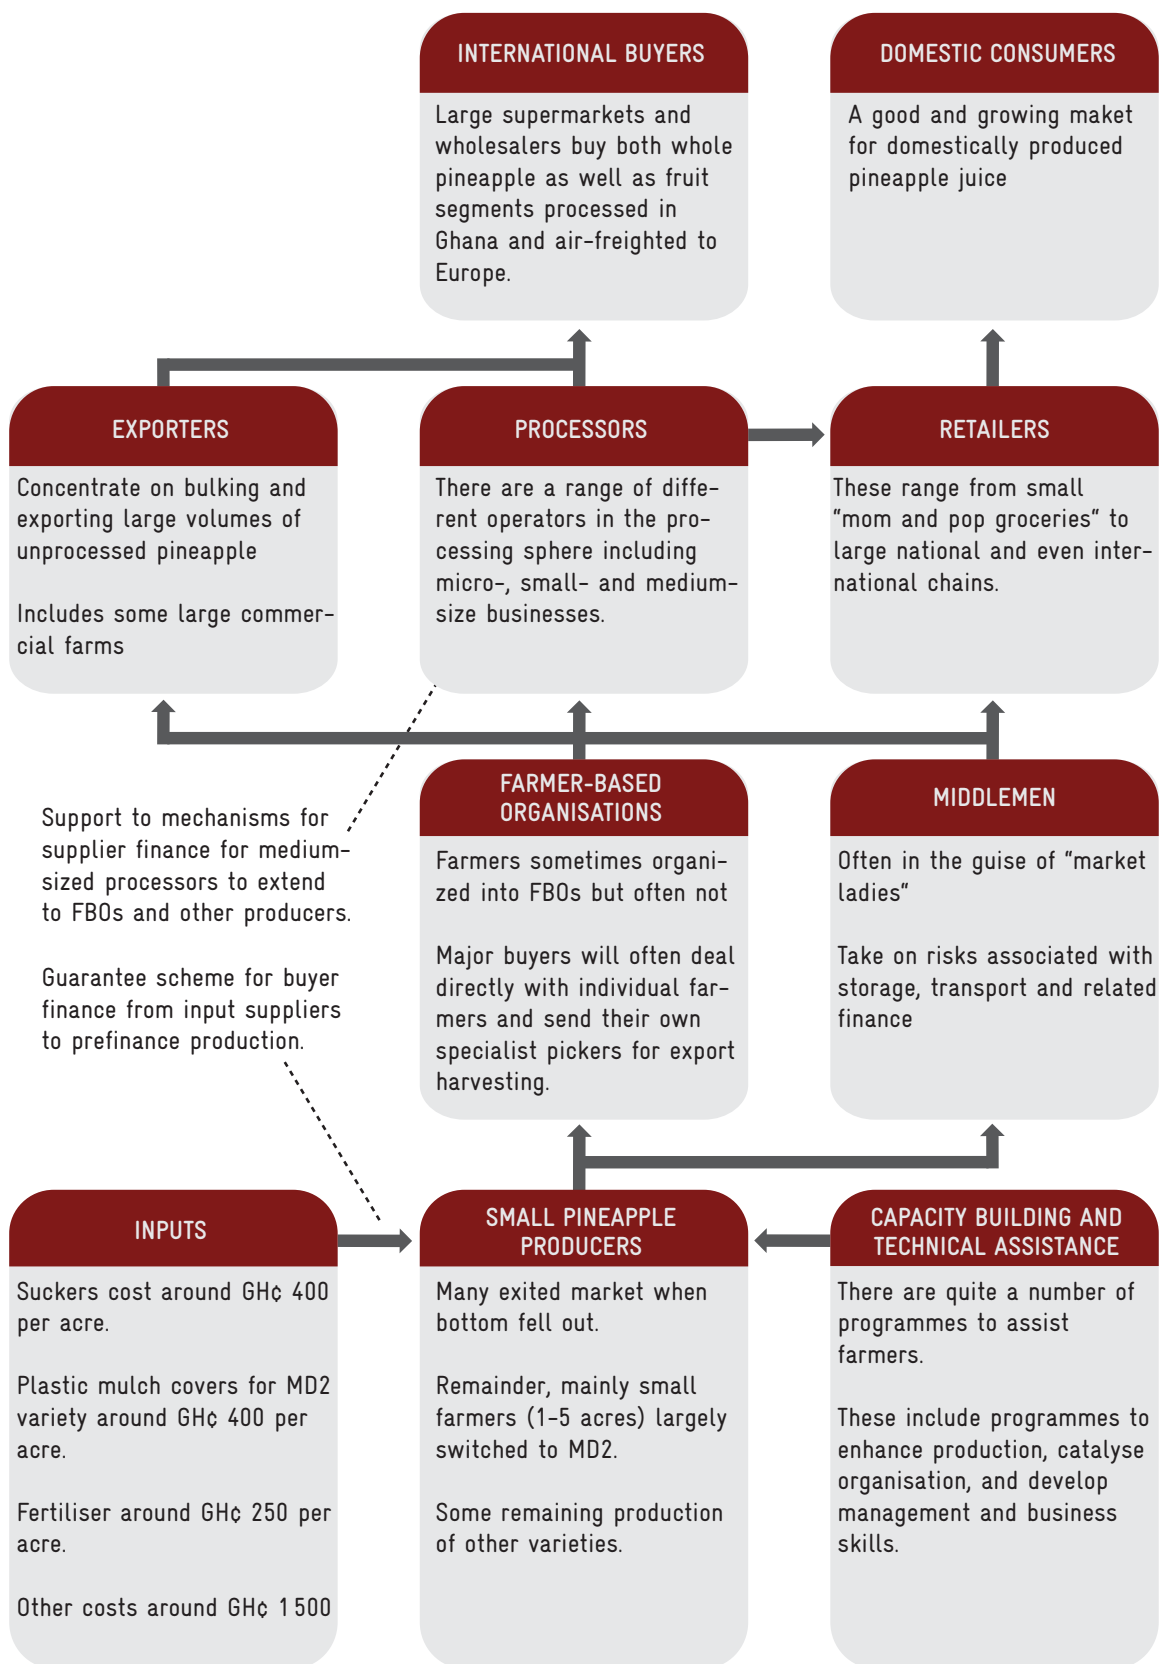 INTERNATIONAL BUYERS
Large supermarkets and
wholesalers buy both whole
pineapple as well as fruit
segments processed in
Ghana and air-freighted to
Europe.
DOMESTIC CONSUMERS
A good and growing maket
for domestically produced
pineapple juice
EXPORTERS
Concentrate on bulking and
exporting large volumes of
unprocessed pineapple
Includes some large commer-
cial farms
PROCESSORS
There are a range of diffe-
rent operators in the pro-
cessing sphere including
micro-, small- and medium-
size businesses.
RETAILERS
These range from small
“mom and pop groceries“ to
large national and even inter-
national chains.
Support to mechanisms for
supplier finance for medium-
sized processors to extend
to FBOs and other producers.
Guarantee scheme for buyer
finance from input suppliers
to prefinance production.
FARMER-BASED
ORGANISATIONS
Farmers sometimes organi-
zed into FBOs but often not
Major buyers will often deal
directly with individual far-
mers and send their own
specialist pickers for export
harvesting.
MIDDLEMEN
Often in the guise of “market
ladies“
Take on risks associated with
storage, transport and related
finance
INPUTS
Suckers cost around GH¢ 400
per acre.
Plastic mulch covers for MD2
variety around GH¢ 400 per
acre.
Fertiliser around GH¢ 250 per
acre.
Other costs around GH¢ 1 500
SMALL PINEAPPLE
PRODUCERS
Many exited market when
bottom fell out.
Remainder, mainly small
farmers (1-5 acres) largely
switched to MD2.
Some remaining production
of other varieties.
CAPACITY BUILDING AND
TECHNICAL ASSISTANCE
There are quite a number of
programmes to assist
farmers.
These include programmes to
enhance production, catalyse
organisation, and develop
management and business
skills.